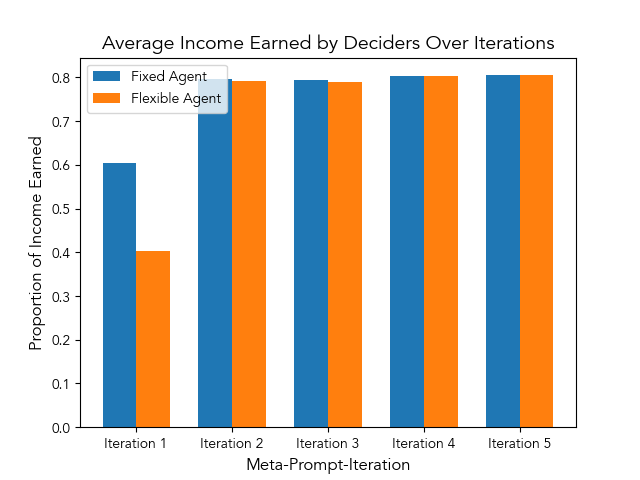 Average Income Earned by Deciders Over Iterations
Fixed Agent
Flexible Agent
Proportion of Income Earned
0.8
0.7
0.6
0.5
0.4
0.3
0.2
0.1
0.0
Iteration 1 Iteration 2 Iteration 3 Iteration 4 Iteration 5
Meta-Prompt-Iteration